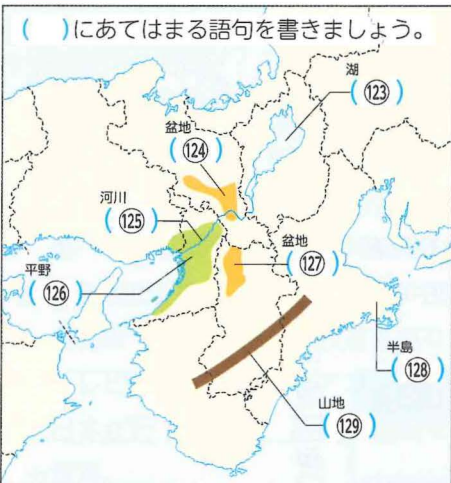 (　)にあてはまる語句を書きましょう。
湖
(123)
盆地
(124)
河川
(125)
平野
(126)
盆地
(127)
半島
(128)
山地
(129)